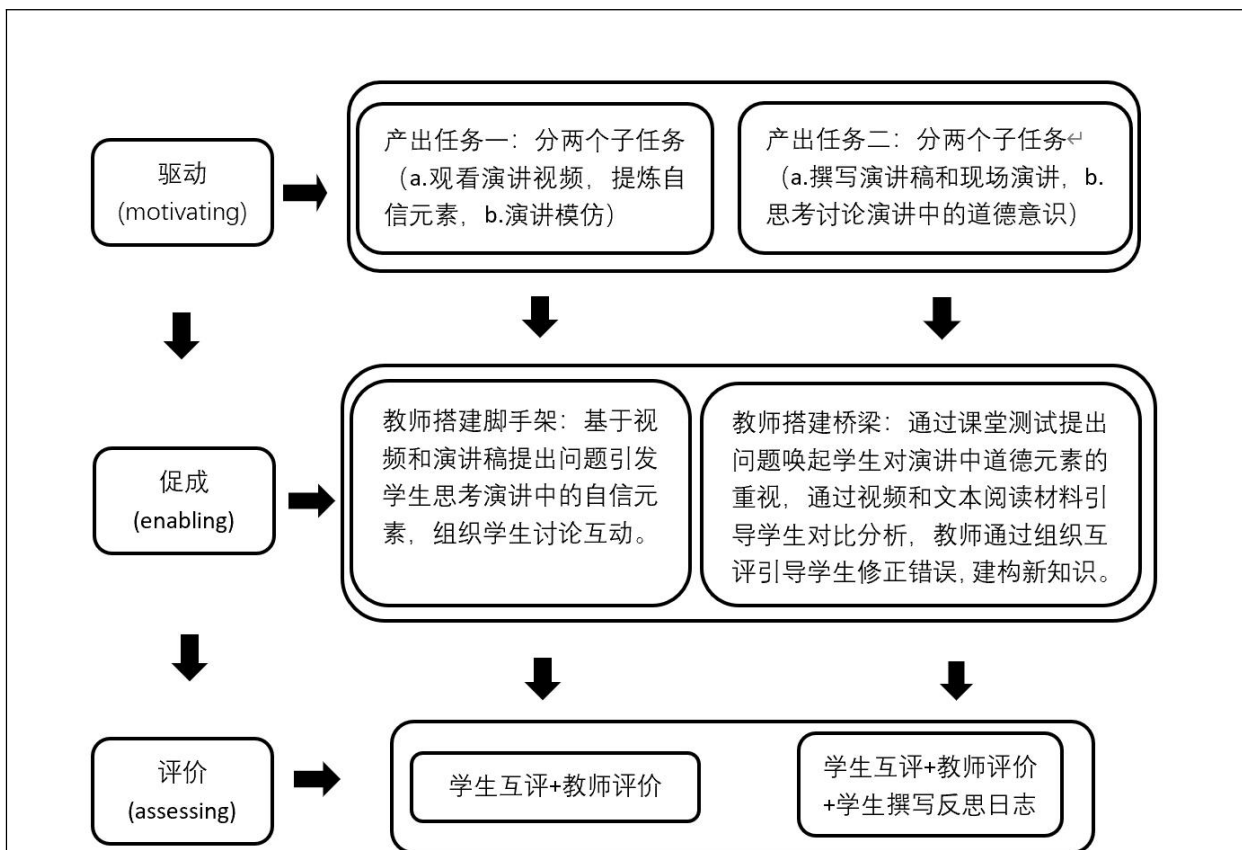 驱动
(motivating)
产出任务一：分两个子任务
（a.观看演讲视频，提炼自
信元素，b.演讲模仿）
产出任务二：分两个子任务↵
（a.撰写演讲稿和现场演讲，b.
思考讨论演讲中的道德意识）
促成
(enabling)
教师搭建脚手架：基于视
频和演讲稿提出问题引发
学生思考演讲中的自信元
素，组织学生讨论互动。
教师搭建桥梁：通过课堂测试提出
问题唤起学生对演讲中道德元素的
重视，通过视频和文本阅读材料引
导学生对比分析，教师通过组织互
评引导学生修正错误,建构新知识。
评价
(assessing)
学生互评+教师评价
学生互评+教师评价
+学生撰写反思日志